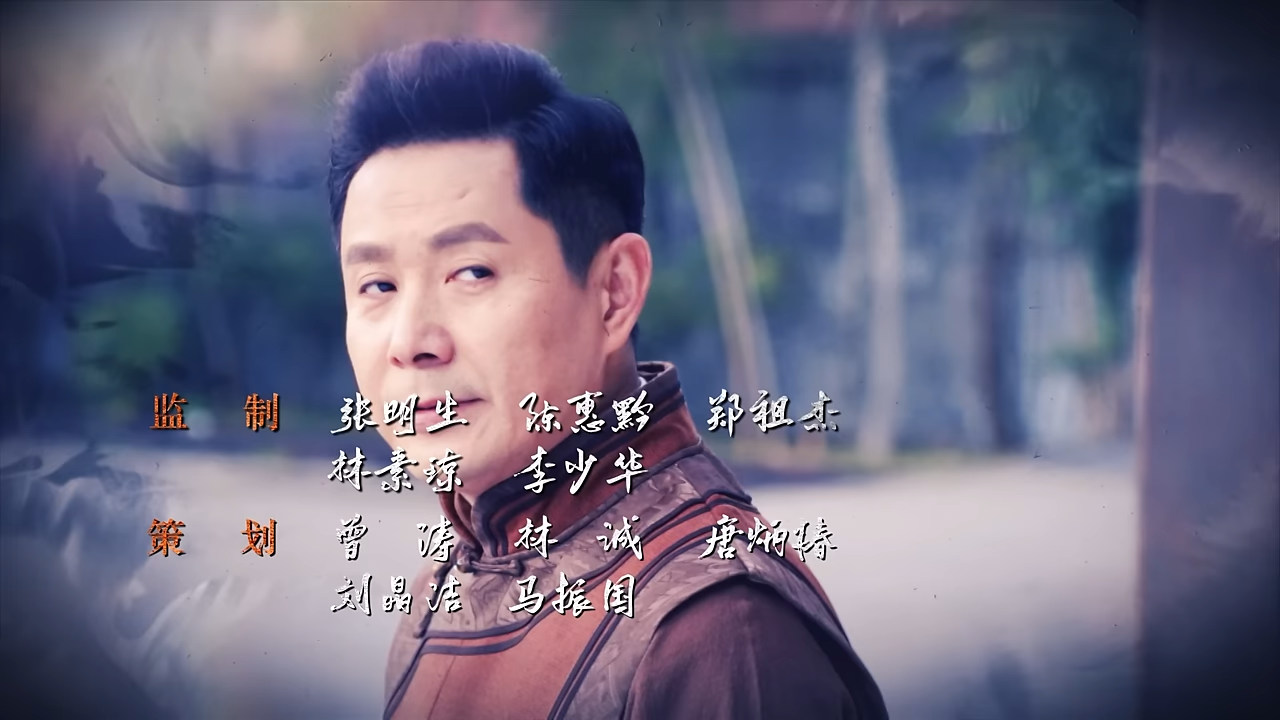 监 制 张明生 陈惠黔 郑祖杰
林素琼 李少华
策 划 曾 涛 林 诚 唐炳椿
刘晶洁 马振国